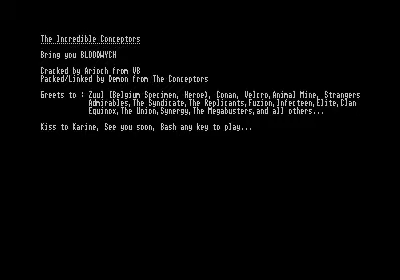 The Incredible Conceptors
Bring you BLOODWYCH
Cracked by Arioch from VB
Packed/Linked by Demon from The Conceptors
Greets to : Zuul (Belgium Specimen, Heroe), Conan, Velcro,Animal Mine, Strangers
Admirables,The Syndicate,The Replicants,Fuzion,Infecteen,Elite,Clan
Equinox,The Union,Synergy,The Megabusters,and all others...
Kiss to Karine, See you soon, Bash any key to play...